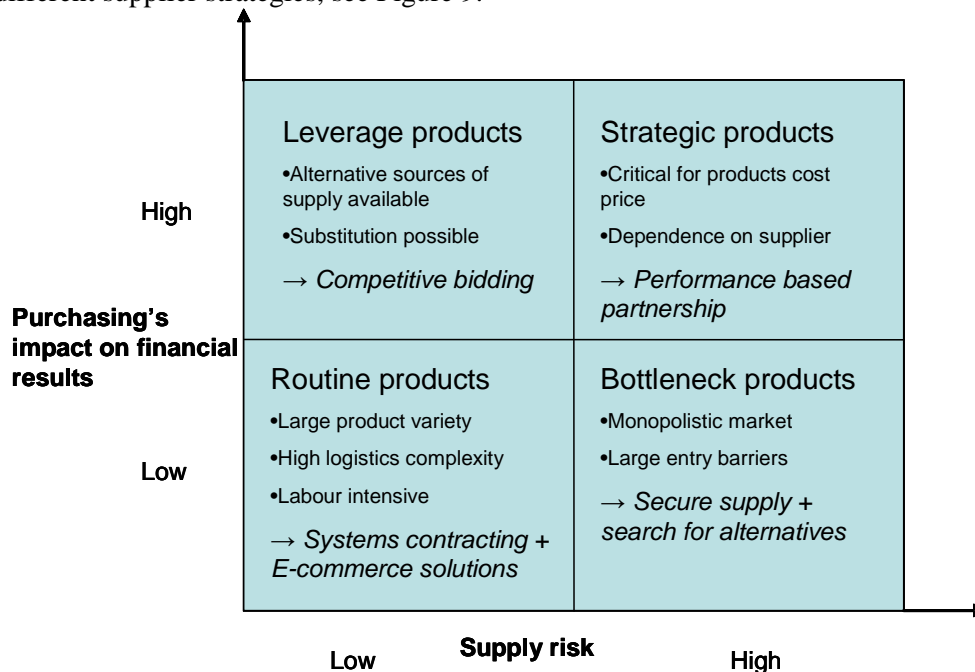 different supplier strategies, see Figure 9.
Leverage products
•Alternative sources of
supply available
•Substitution possible
→ Competitive bidding
Strategic products
•Critical for products cost
price
•Dependence on supplier
→ Performance based
partnership
High
Purchasing’s
impact on financial
results
Routine products
•Large product variety
•High logistics complexity
•Labour intensive
→ Systems contracting +
E-commerce solutions
Bottleneck products
•Monopolistic market
•Large entry barriers
→ Secure supply +
search for alternatives
Low
Low
Supply risk
High